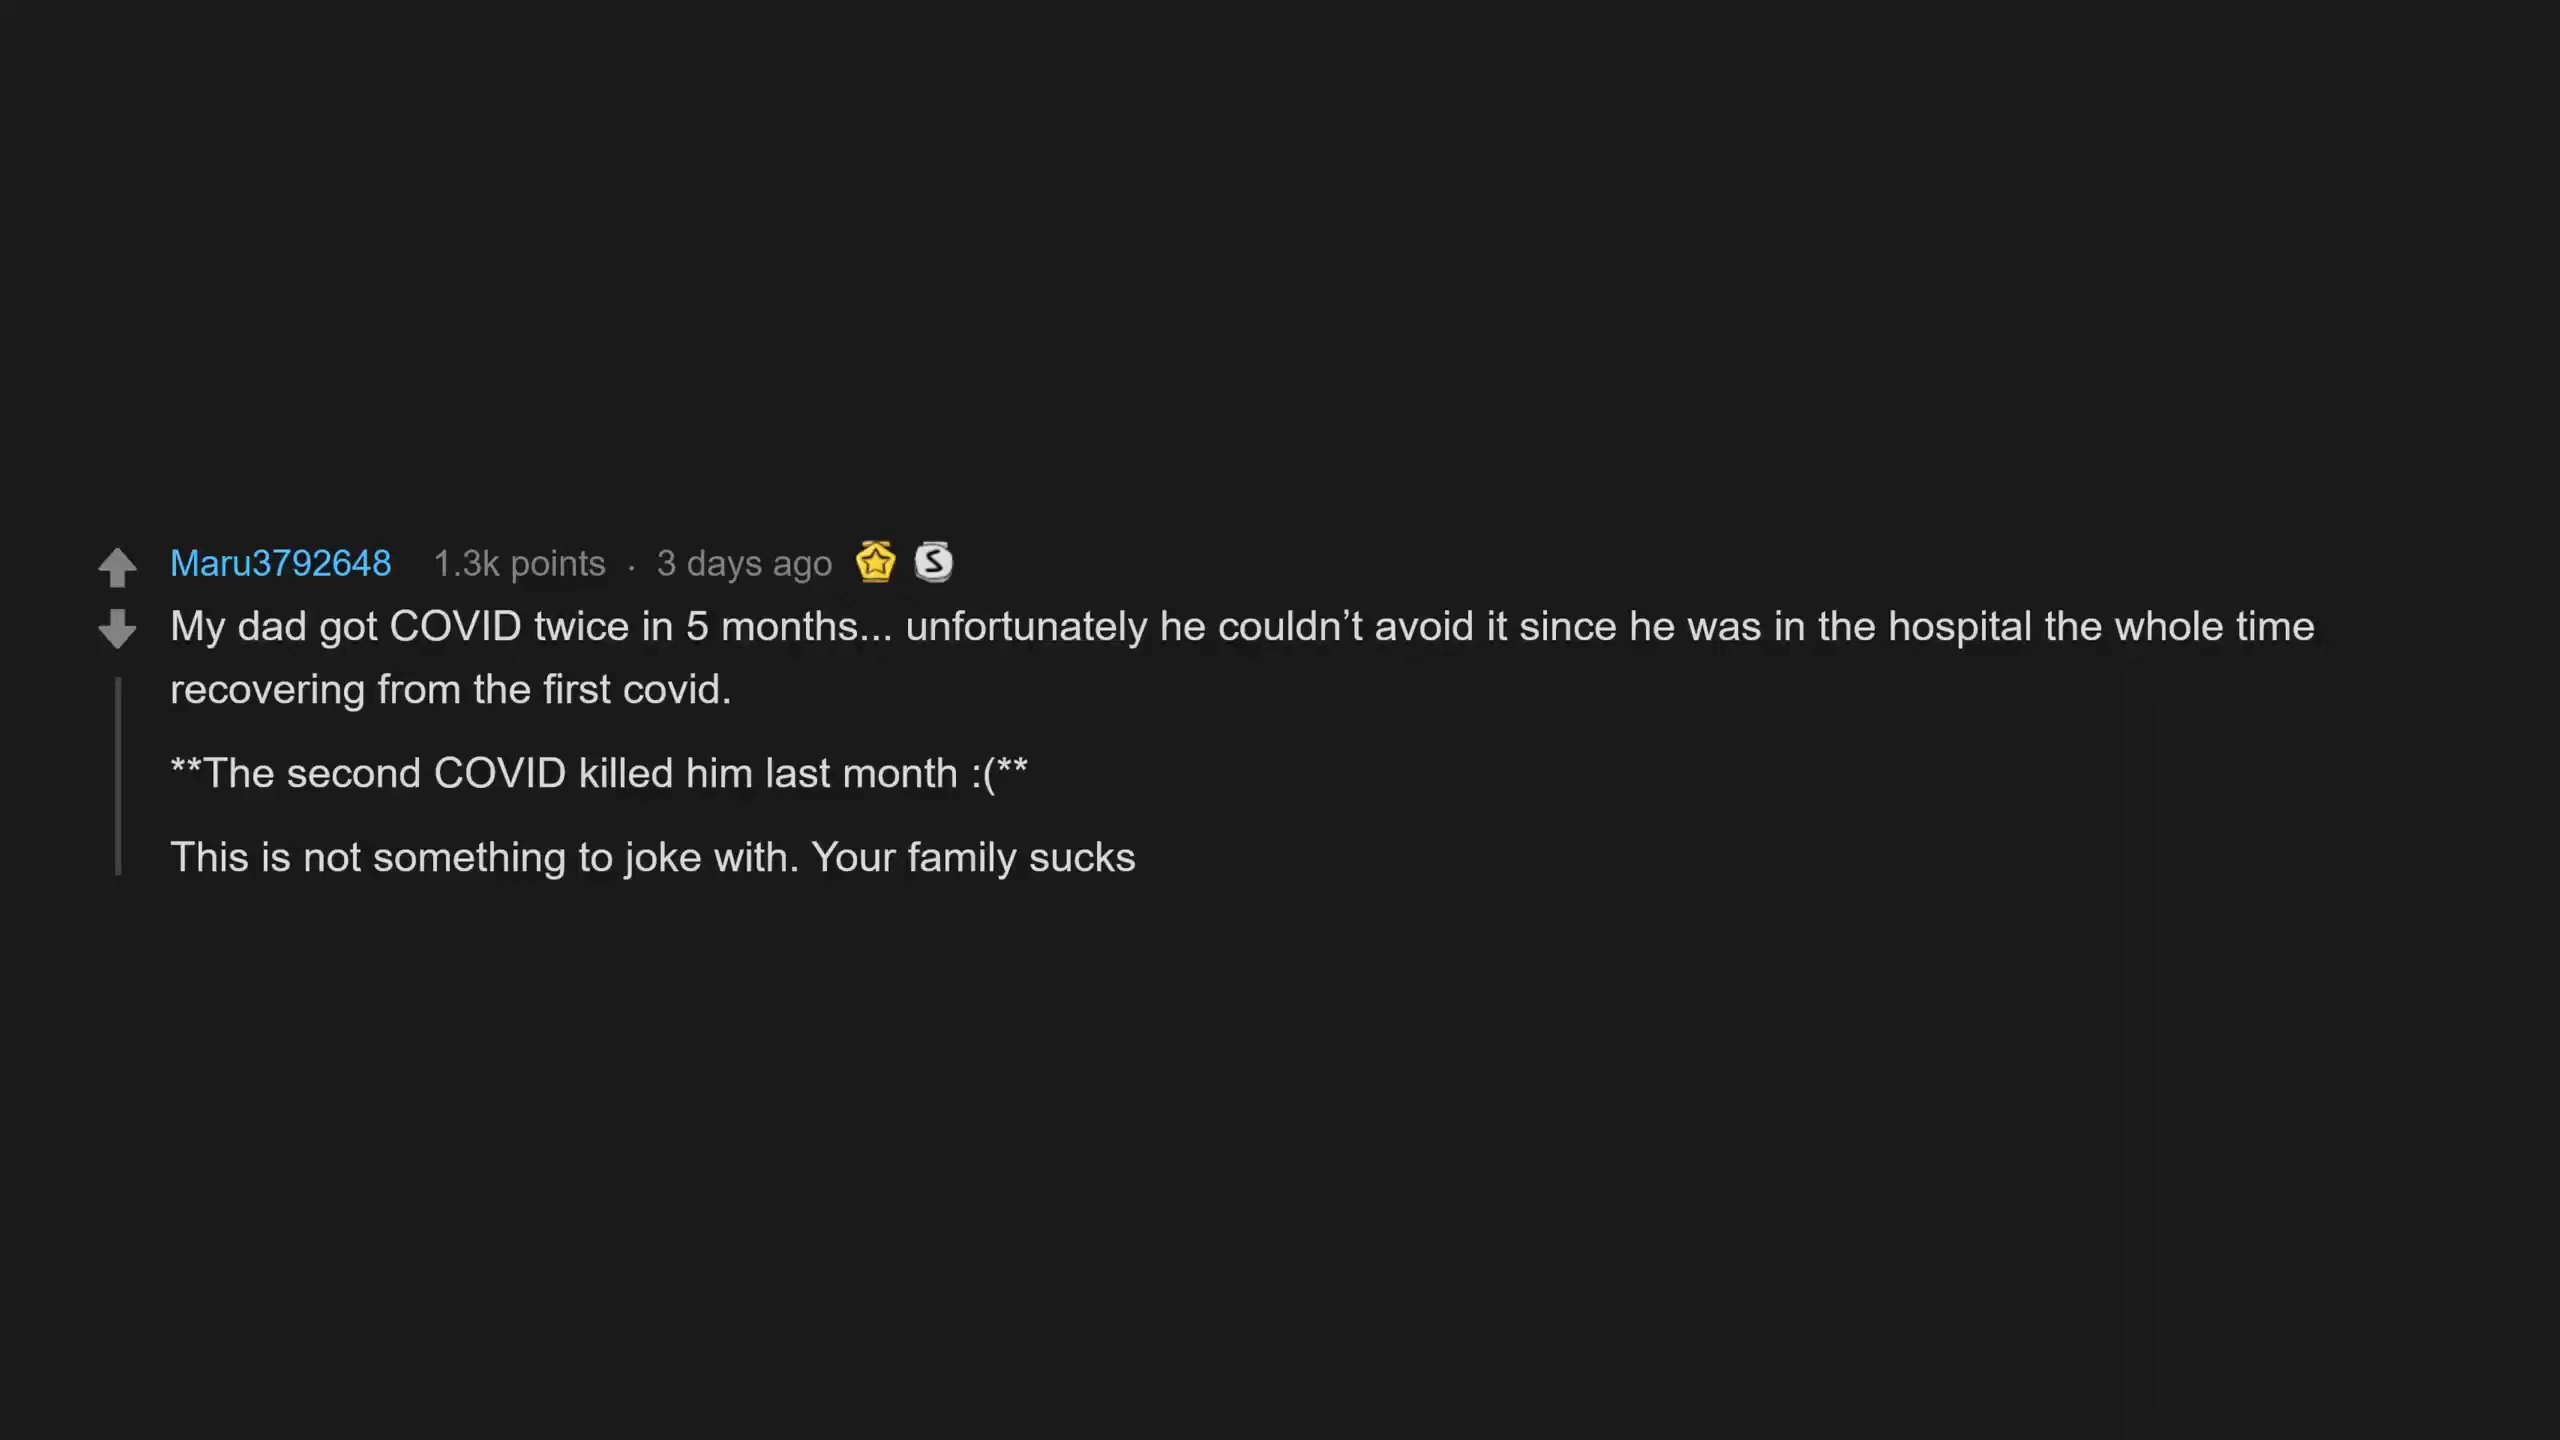 Maru3792648 1.3k points · 3 days ago
My dad got COVID twice in 5 months... unfortunately he couldn’t avoid it since he was in the hospital the whole time
recovering from the first covid.
**The second COVID killed him last month :(**
This is not something to joke with. Your family sucks